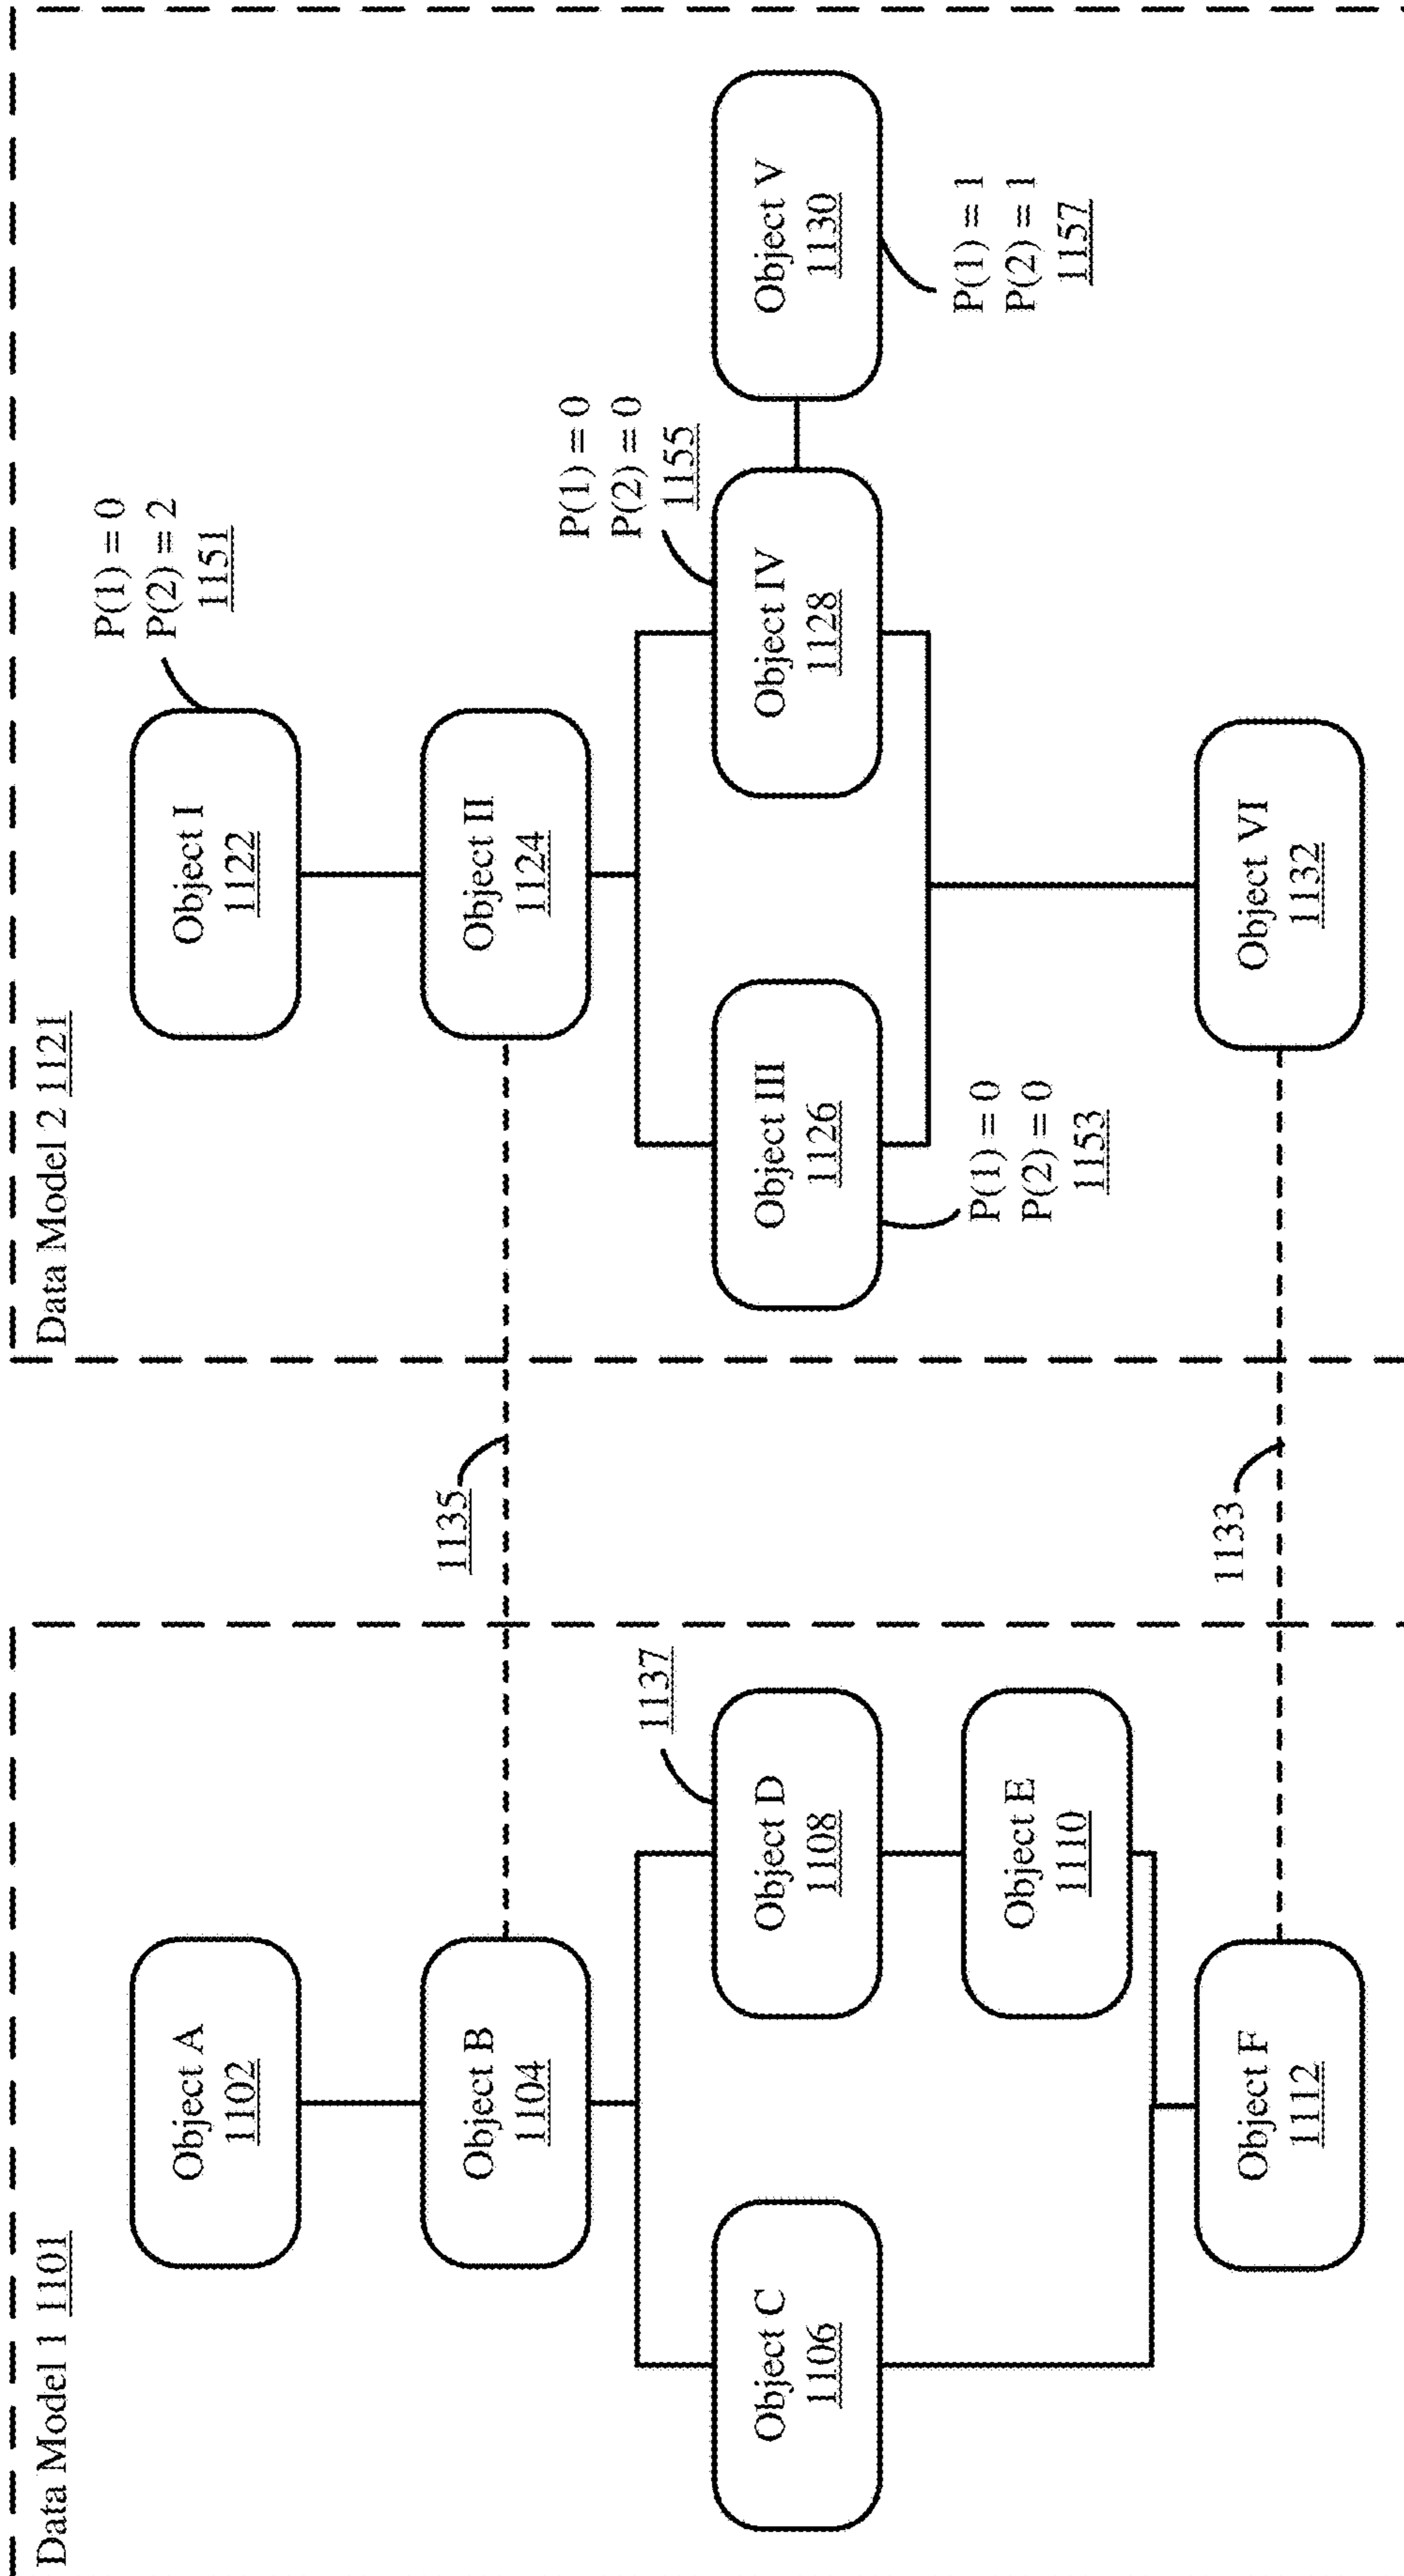 Data Model 1 1101
Object A
1102
Object B
1104
Object C
1106
Object D
1108
1137
Object E
1110
Object F
1112
1135
1133
Data Model 2 1121
Object I
1122
P(1) = 0
P(2) = 2
1151
Object II
1124
Object III
1126
P(1) = 0
P(2) = 0
1153
Object IV
1128
P(1) = 0
P(2) = 0
1155
Object V
1130
P(1) = 1
P(2) = 1
1157
Object VI
1132